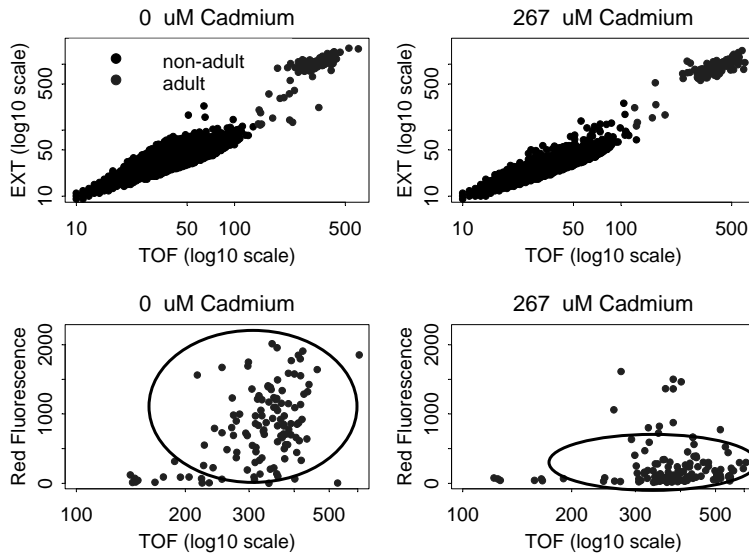 0 uM Cadmium
EXT (log10 scale)
500
50
10
non-adult
adult
10 50 100 500
TOF (log10 scale)
267 uM Cadmium
EXT (log10 scale)
500
50
10
10 50 100 500
TOF (log10 scale)
0 uM Cadmium
Red Fluorescence
2000
1000
0
100 200 300 500
TOF (log10 scale)
267 uM Cadmium
Red Fluorescence
2000
1000
0
100 200 300 500
TOF (log10 scale)